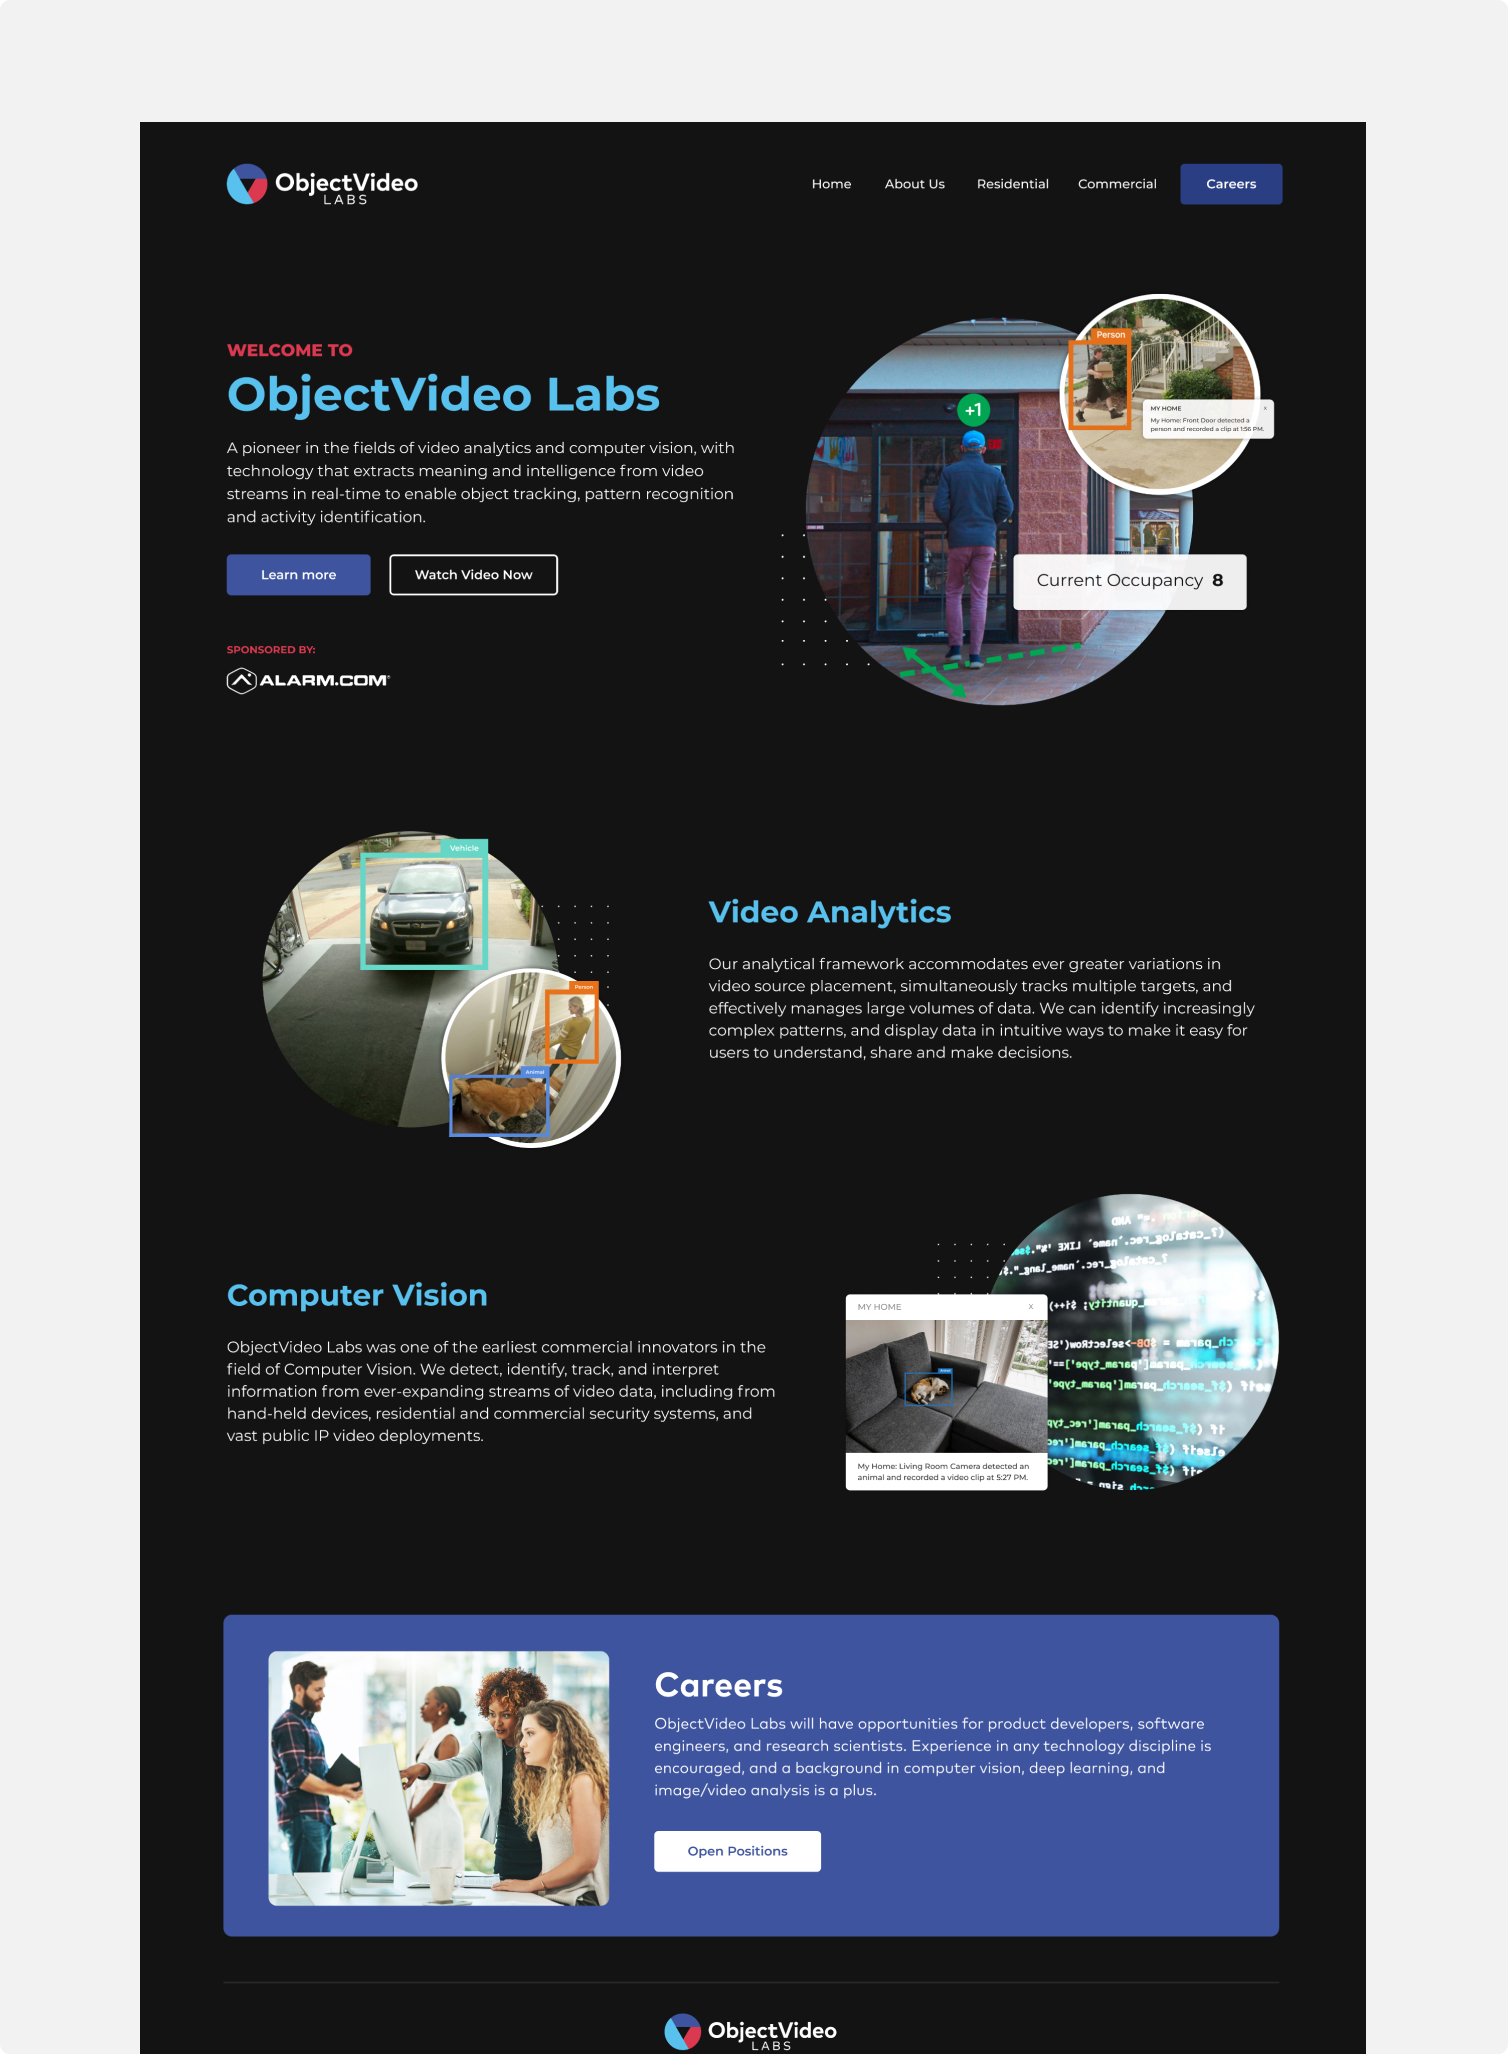 ObjectVideo
LABS
Home About Us Residential Commercial Careers
WELCOME TO
ObjectVideo Labs
A pioneer in the fields of video analytics and computer vision, with
technology that extracts meaning and intelligence from video
streams in real-time to enable object tracking, pattern recognition
and activity identification.
Learn more Watch Video Now
SPONSORED BY:
ALARM.COM
Person
MY HOME x
My Home: Front Door detected a
person and recorded a clip at 1:56 PM.
+1
Current Occupancy 8
Vehicle
Person
Animal
Video Analytics
Our analytical framework accommodates ever greater variations in
video source placement, simultaneously tracks multiple targets, and
effectively manages large volumes of data. We can identify increasingly
complex patterns, and display data in intuitive ways to make it easy for
users to understand, share and make decisions.
Computer Vision
ObjectVideo Labs was one of the earliest commercial innovators in the
field of Computer Vision. We detect, identify, track, and interpret
information from ever-expanding streams of video data, including from
hand-held devices, residential and commercial security systems, and
vast public IP video deployments.
MY HOME X
Animal
My Home: Living Room Camera detected an
animal and recorded a video clip at 5:27 PM.
Careers
ObjectVideo Labs will have opportunities for product developers, software
engineers, and research scientists. Experience in any technology discipline is
encouraged, and a background in computer vision, deep learning, and
image/video analysis is a plus.
Open Positions
ObjectVideo
LABS